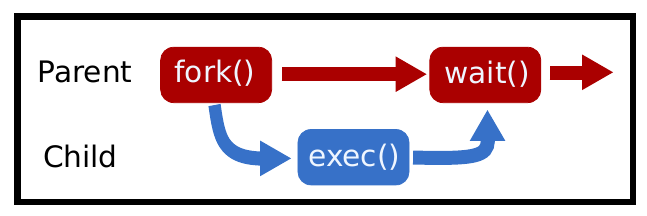 Parent fork() wait()
Child exec()